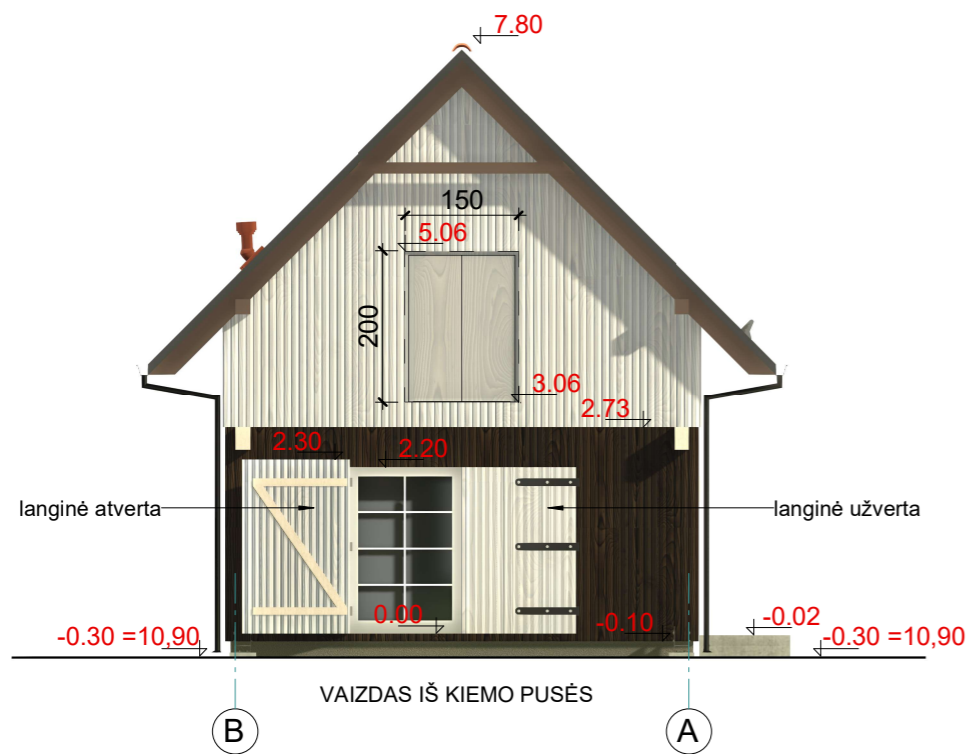 7.80
150
5.06
200
3.06
2.73
2.30
2.20
langinė atverta
langinė užverta
0.00
-0.10
-0.02
-0.30 =10,90
-0.30 =10,90
VAIZDAS IŠ KIEMO PUSĖS
B
A